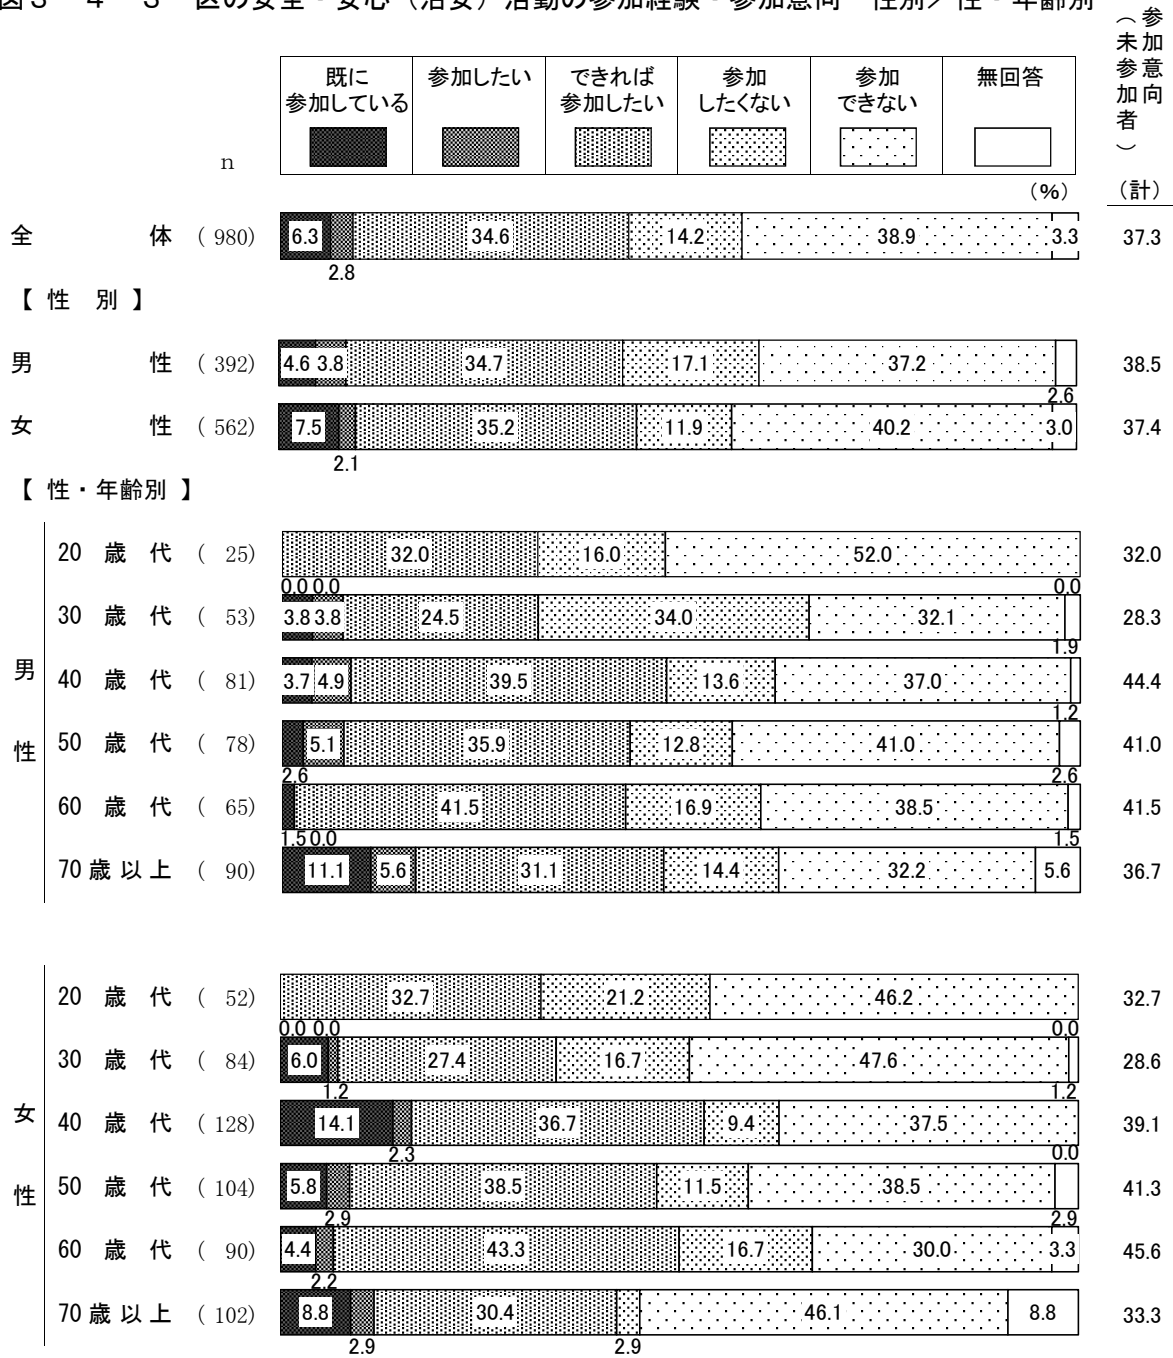 図３－４－３ 区の安全・安心（治安）活動の参加経験・参加意向－性別／性・年齢別
参加意向（未参加者）
既に参加している 参加したい できれば参加したい 参加したくない 参加できない 無回答
n
（%） （計）
全 体 ( 980) 6.3 2.8 34.6 14.2 38.9 3.3 37.3
【 性 別 】
男 性 ( 392) 4.6 3.8 34.7 17.1 37.2 2.6 38.5
女 性 ( 562) 7.5 2.1 35.2 11.9 40.2 3.0 37.4
【 性・年齢別 】
男性
20 歳 代 ( 25) 0.0 0.0 32.0 16.0 52.0 0.0 32.0
30 歳 代 ( 53) 3.8 3.8 24.5 34.0 32.1 1.9 28.3
40 歳 代 ( 81) 3.7 4.9 39.5 13.6 37.0 1.2 44.4
50 歳 代 ( 78) 2.6 5.1 35.9 12.8 41.0 2.6 41.0
60 歳 代 ( 65) 1.5 0.0 41.5 16.9 38.5 1.5 41.5
70歳以上 ( 90) 11.1 5.6 31.1 14.4 32.2 5.6 36.7
女性
20 歳 代 ( 52) 0.0 0.0 32.7 21.2 46.2 0.0 32.7
30 歳 代 ( 84) 6.0 1.2 27.4 16.7 47.6 1.2 28.6
40 歳 代 ( 128) 14.1 2.3 36.7 9.4 37.5 0.0 39.1
50 歳 代 ( 104) 5.8 2.9 38.5 11.5 38.5 2.9 41.3
60 歳 代 ( 90) 4.4 2.2 43.3 16.7 30.0 3.3 45.6
70歳以上 ( 102) 8.8 2.9 30.4 2.9 46.1 8.8 33.3